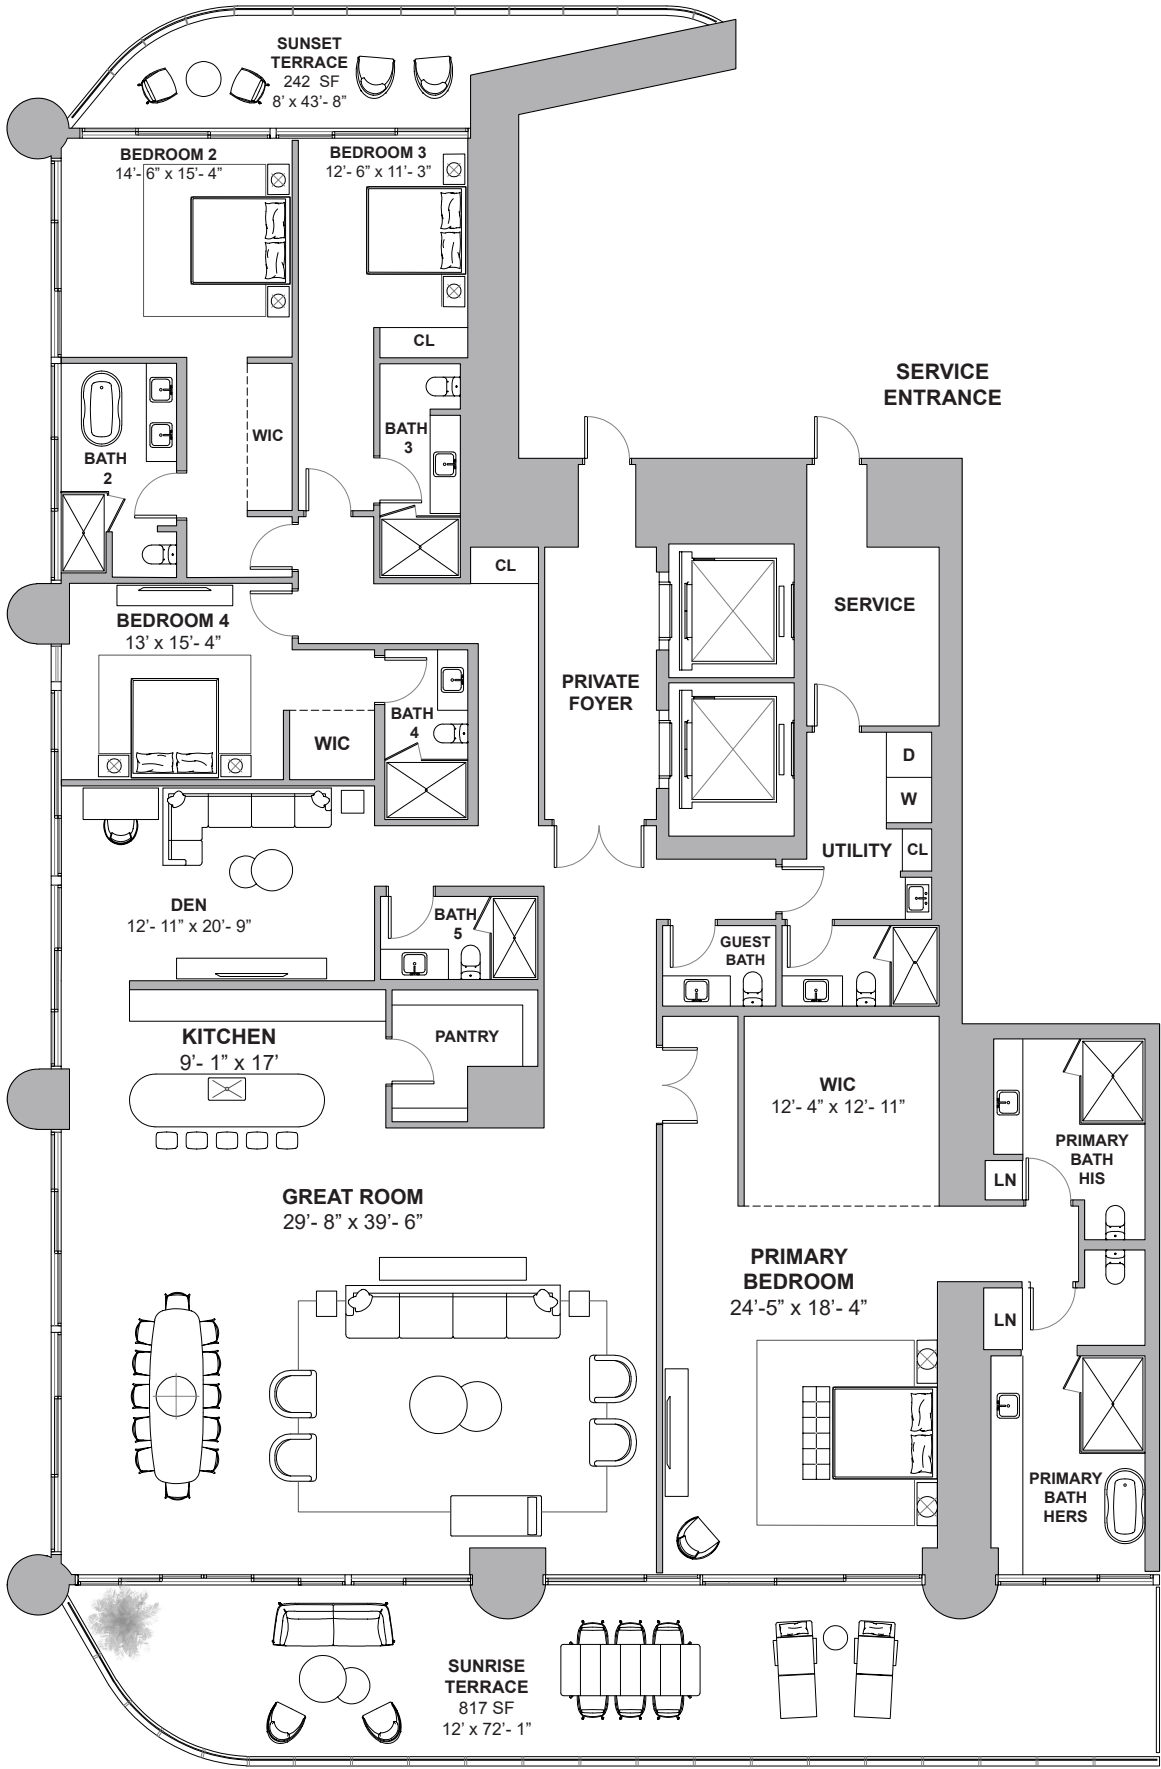 SUNSET
TERRACE
242 SF
8’ x 43’- 8”
BEDROOM 2
14’- 6” x 15’- 4”
BEDROOM 3
12’- 6” x 11’- 3”
CL
SERVICE
ENTRANCE
WIC
BATH
3
BATH
2
CL
SERVICE
BEDROOM 4
13’ x 15’- 4”
PRIVATE
FOYER
BATH
4
WIC
D
W
UTILITY
CL
DEN
12’- 11” x 20’- 9”
BATH
5
GUEST
BATH
KITCHEN
9’- 1” x 17’
PANTRY
WIC
12’- 4” x 12’- 11”
PRIMARY
BATH
HIS
LN
GREAT ROOM
29’- 8” x 39’- 6”
PRIMARY
BEDROOM
24’-5” x 18’- 4”
LN
PRIMARY
BATH
HERS
SUNRISE
TERRACE
817 SF
12’ x 72’- 1”